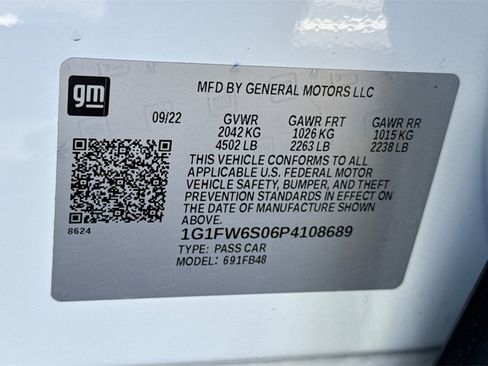 gm
MFD BY GENERAL MOTORS LLC
09/22 GVWR GAWR FRT GAWR RR
2042 KG 1026 KG 1015 KG
4502 LB 2263 LB 2238 LB
THIS VEHICLE CONFORMS TO ALL
APPLICABLE U.S. FEDERAL MOTOR
VEHICLE SAFETY, BUMPER, AND THEFT
PREVENTION STANDARDS IN EFFECT ON
THE DATE OF MANUFACTURE SHOWN
ABOVE.
8624
1G1FW6S06P4108689
TYPE: PASS CAR
MODEL: 691FB48